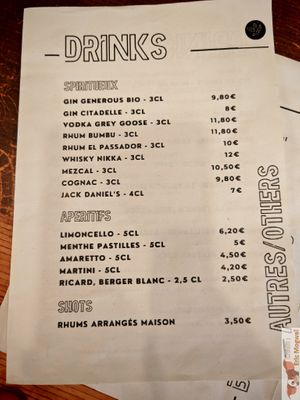 DRINKS
SPIRITUEUX
GIN GENEROUS BIO - 3CL 9,80€
GIN CITADELLE - 3CL 8€
VODKA GREY GOOSE - 3CL 11,80€
RHUM BUMBU - 3CL 11,80€
RHUM EL PASSADOR - 3CL 10€
WHISKY NIKKA - 3CL 12€
MEZCAL - 3CL 10,50€
COGNAC - 3CL 9,80€
JACK DANIEL'S - 4CL 7€
APERITIFS
LIMONCELLO - 5CL 6,20€
MENTHE PASTILLES - 5CL 5€
AMARETTO - 5CL 4,50€
MARTINI - 5CL 4,20€
RICARD, BERGER BLANC - 2,5 CL 2,50€
SHOTS
RHUMS ARRANGÉS MAISON 3,50€
AUTRES/OTHERS
Eric Mogwaï